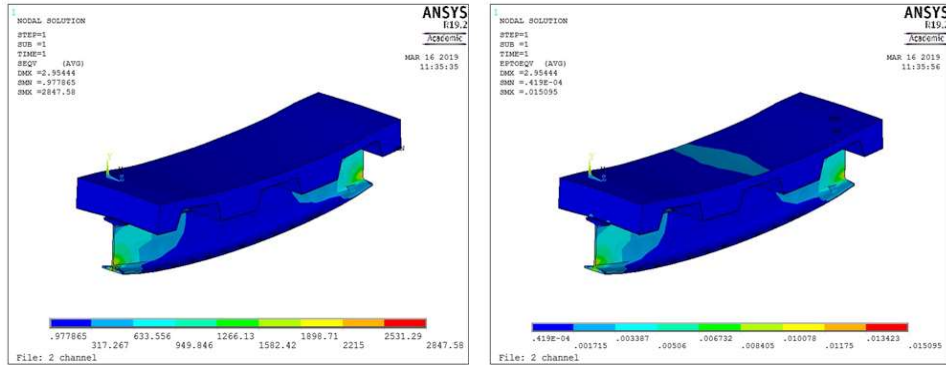 1
NODAL SOLUTION
STEP=1
SUB =1
TIME=1
SEQV (AVG)
DMX =2.95444
SMN =.977865
SMX =2847.58
ANSYS
R19.2
Academic
MAR 16 2019
11:35:35
.977865 633.556 1266.13 1898.71 2531.29
317.267 949.846 1582.42 2215 2847.58
File: 2 channel
1
NODAL SOLUTION
STEP=1
SUB =1
TIME=1
EPTOEQV (AVG)
DMX =2.95444
SMN =.419E-04
SMX =.015095
ANSYS
R19.2
Academic
MAR 16 2019
11:35:56
.419E-04 .003387 .006732 .010078 .013423
.001715 .00506 .008405 .01175 .015095
File: 2 channel